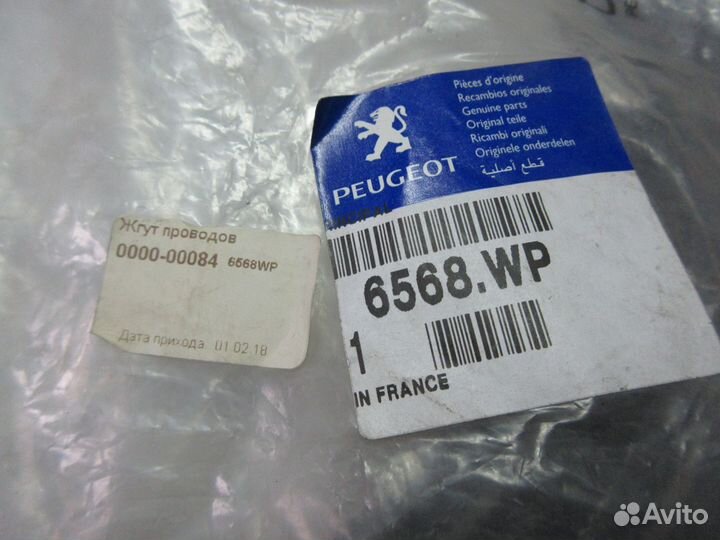 Pièces d'origine
Recambios originales
Genuine parts
Original teile
Ricambi originali
Originele onderdelen
قطع أصلية
PEUGEOT
6568.WP
1
IN FRANCE
Жгут проводов
0000-00084 6568WP
Дата прихода 01 02 18
Avito